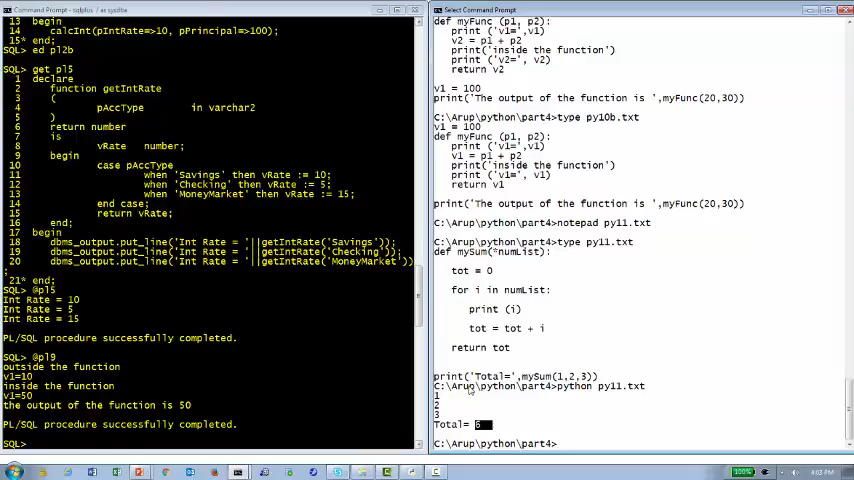 Command Prompt - sqlplus / as sysdba
13 begin
14 calcInt(pIntRate=>10, pPrincipal=>100);
15* end;
SQL> ed pl2b
SQL> get pl5
1 declare
2 function getIntRate
3 (
4 pAccType in varchar2
5 )
6 return number
7 is
8 vRate number;
9 begin
10 case pAccType
11 when 'Savings' then vRate := 10;
12 when 'Checking' then vRate := 5;
13 when 'MoneyMarket' then vRate := 15;
14 end case;
15 return vRate;
16 end;
17 begin
18 dbms_output.put_line('Int Rate = '||getIntRate('Savings'));
19 dbms_output.put_line('Int Rate = '||getIntRate('Checking'));
20 dbms_output.put_line('Int Rate = '||getIntRate('MoneyMarket'))
;
21* end;
SQL> @pl5
Int Rate = 10
Int Rate = 5
Int Rate = 15
PL/SQL procedure successfully completed.
SQL> @pl9
outside the function
v1=10
inside the function
v1=50
the output of the function is 50
PL/SQL procedure successfully completed.
SQL>
Select Command Prompt
def myFunc (p1, p2):
print ('v1=', v1)
v2 = p1 + p2
print('inside the function')
print ('v2=', v2)
return v2
v1 = 100
print('The output of the function is ',myFunc(20,30))
C:\Arup\python\part4>type py10b.txt
v1 = 100
def myFunc (p1, p2):
print ('v1=', v1)
v1 = p1 + p2
print('inside the function')
print ('v1=', v1)
return v1
print('The output of the function is ',myFunc(20,30))
C:\Arup\python\part4>notepad py11.txt
C:\Arup\python\part4>type py11.txt
def mySum(*numList):
tot = 0
for i in numList:
print (i)
tot = tot + i
return tot
print('Total=',mySum(1,2,3))
C:\Arup\python\part4>python py11.txt
1
2
3
Total= 6
C:\Arup\python\part4>
100%
4:03 PM